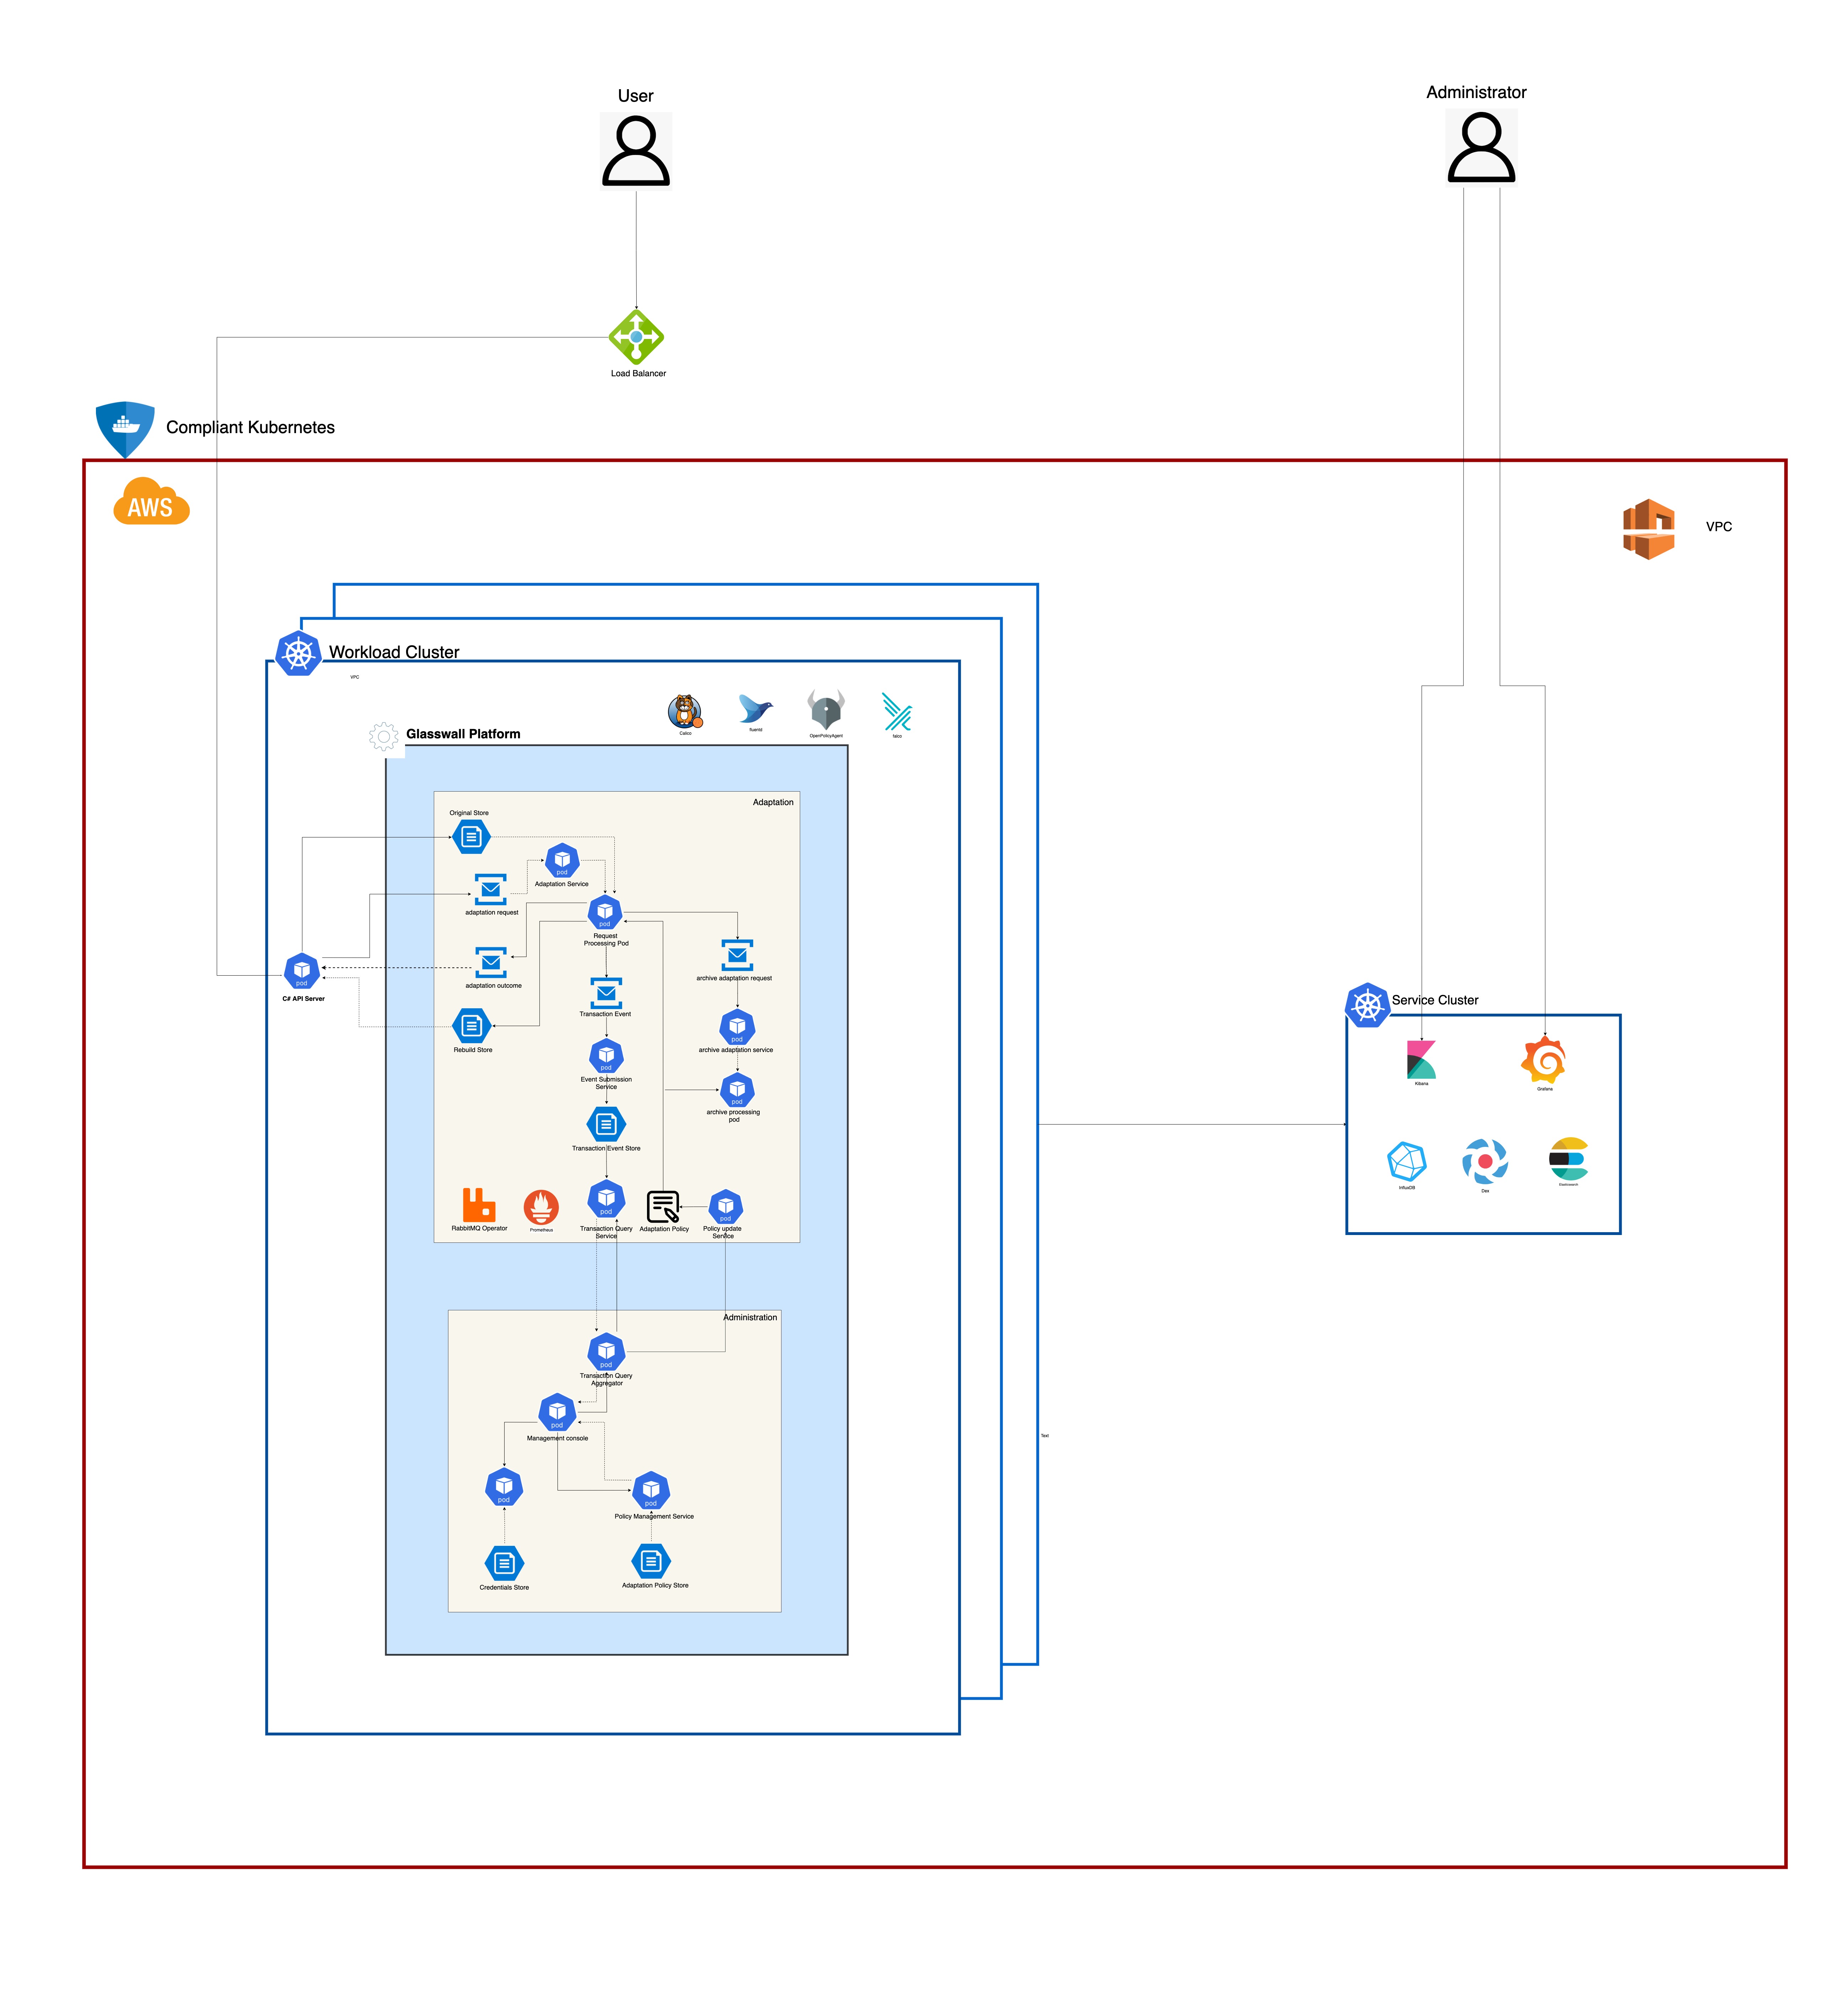 User
Administrator
Load Balancer
Compliant Kubernetes
AWS
VPC
Workload Cluster
VPC
Calico
fluentd
OpenPolicyAgent
falco
Glasswall Platform
Adaptation
Original Store
pod
Adaptation Service
adaptation request
pod
Request
Processing Pod
adaptation outcome
archive adaptation request
pod
C# API Server
Transaction Event
Rebuild Store
pod
archive adaptation service
pod
Event Submission
Service
pod
archive processing
pod
Transaction Event Store
RabbitMQ Operator
Prometheus
pod
Transaction Query
Service
Adaptation Policy
pod
Policy update
Service
Administration
pod
Transaction Query
Aggregator
pod
Management console
pod
pod
Policy Management Service
Credentials Store
Adaptation Policy Store
Text
Service Cluster
Kibana
Grafana
InfluxDB
Dex
Elasticsearch